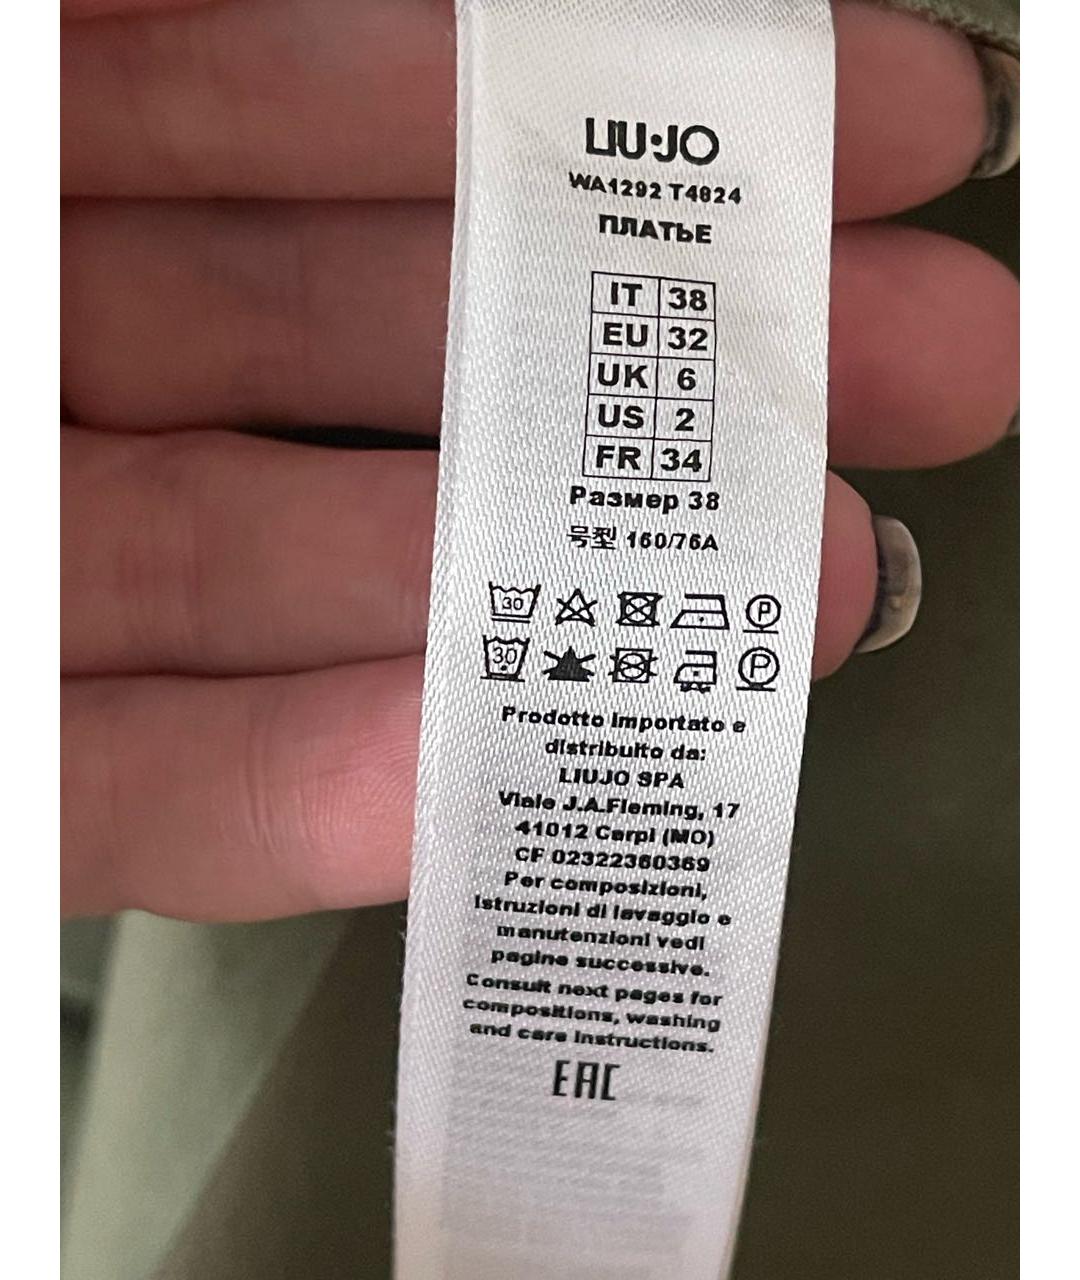 LIU·JO
WA1292 T4824
ПЛАТЬЕ
IT 38
EU 32
UK 6
US 2
FR 34
Размер 38
号型 160/76A
30 P
30 P
Prodotto importato e
distribuito da:
LIUJO SPA
Viale J.A.Fleming, 17
41012 Carpi (MO)
CF 02322360369
Per composizioni,
istruzioni di lavaggio e
manutenzioni vedi
pagine successive.
Consult next pages for
compositions, washing
and care instructions.
EAC